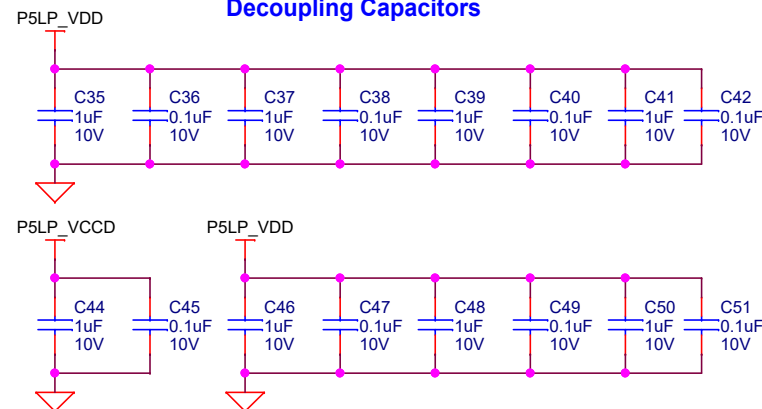 Decoupling Capacitors
P5LP_VDD
C35
1uF
10V
C36
0.1uF
10V
C37
1uF
10V
C38
0.1uF
10V
C39
1uF
10V
C40
0.1uF
10V
C41
1uF
10V
C42
0.1uF
10V
P5LP_VCCD
P5LP_VDD
C44
1uF
10V
C45
0.1uF
10V
C46
1uF
10V
C47
0.1uF
10V
C48
1uF
10V
C49
0.1uF
10V
C50
1uF
10V
C51
0.1uF
10V